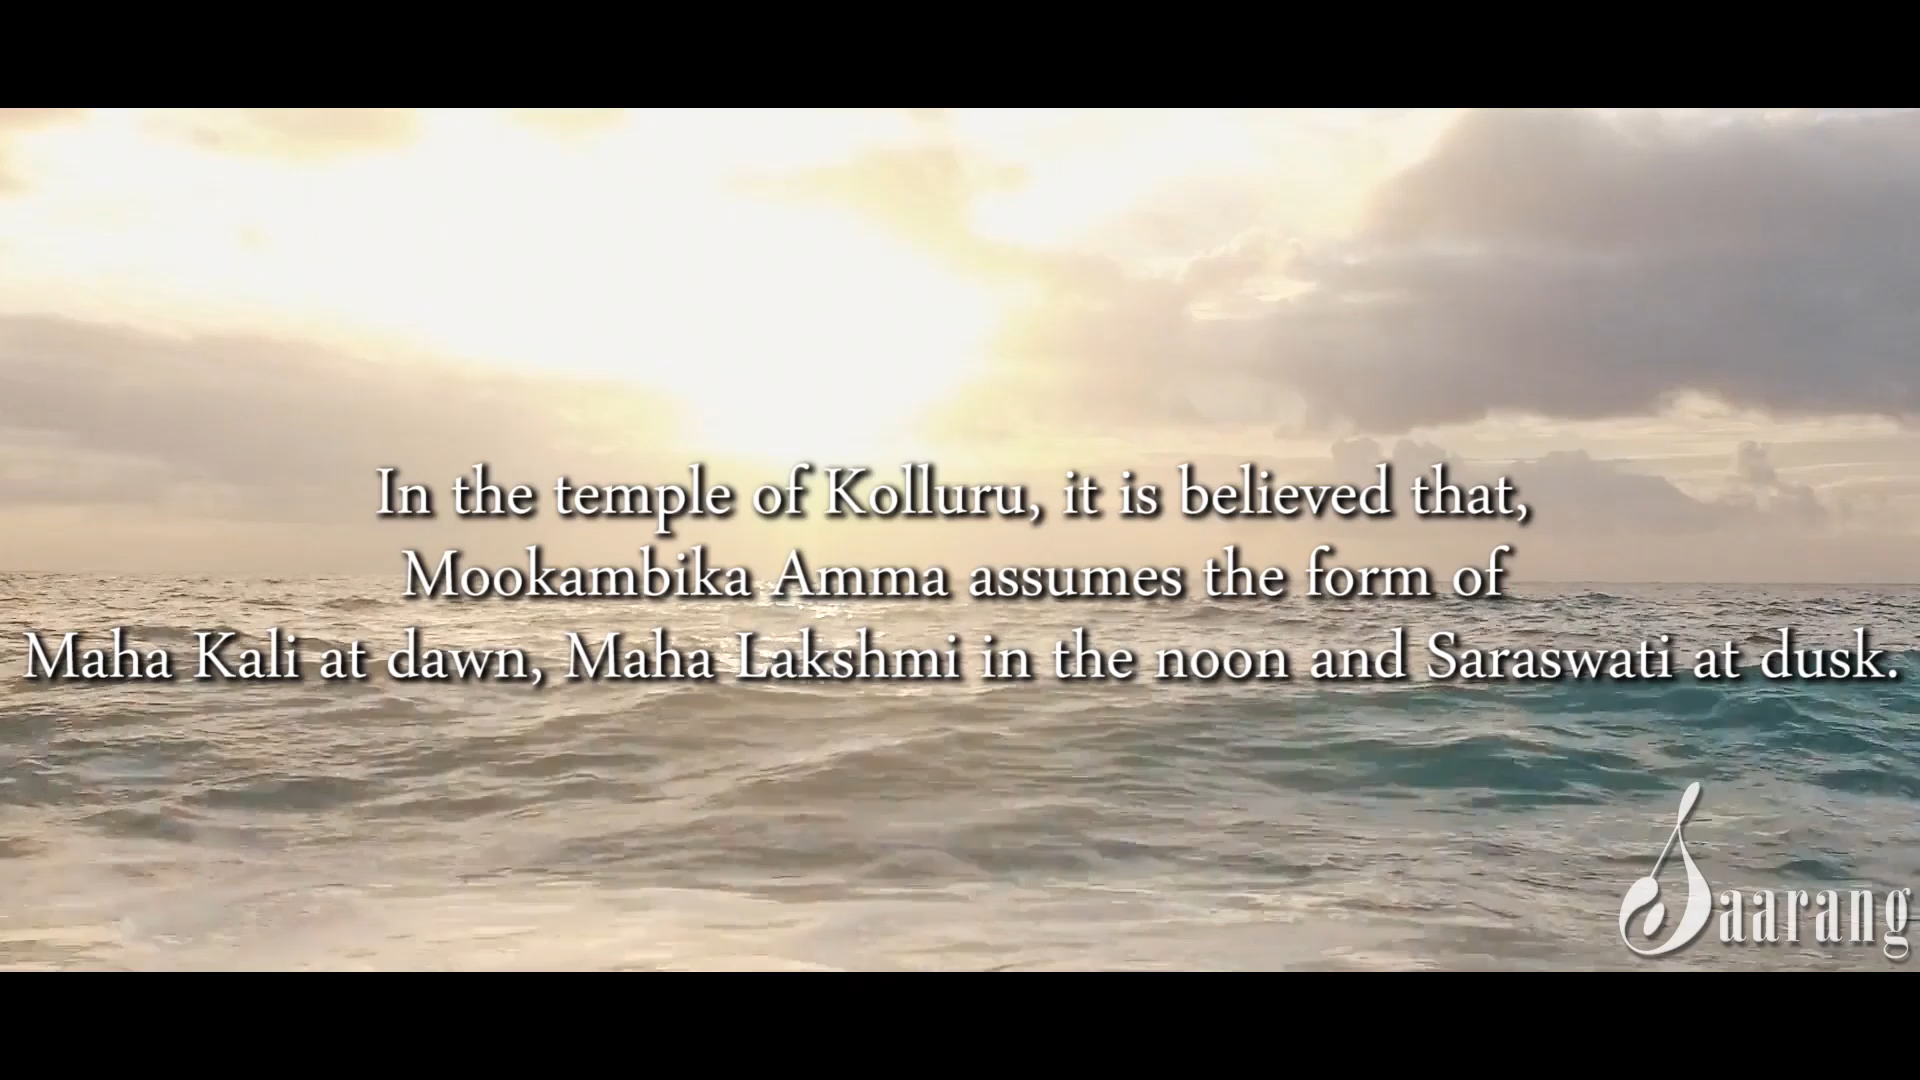 In the temple of Kolluru, it is believed that,
Mookambika Amma assumes the form of
Maha Kali at dawn, Maha Lakshmi in the noon and Saraswati at dusk.
Saarang